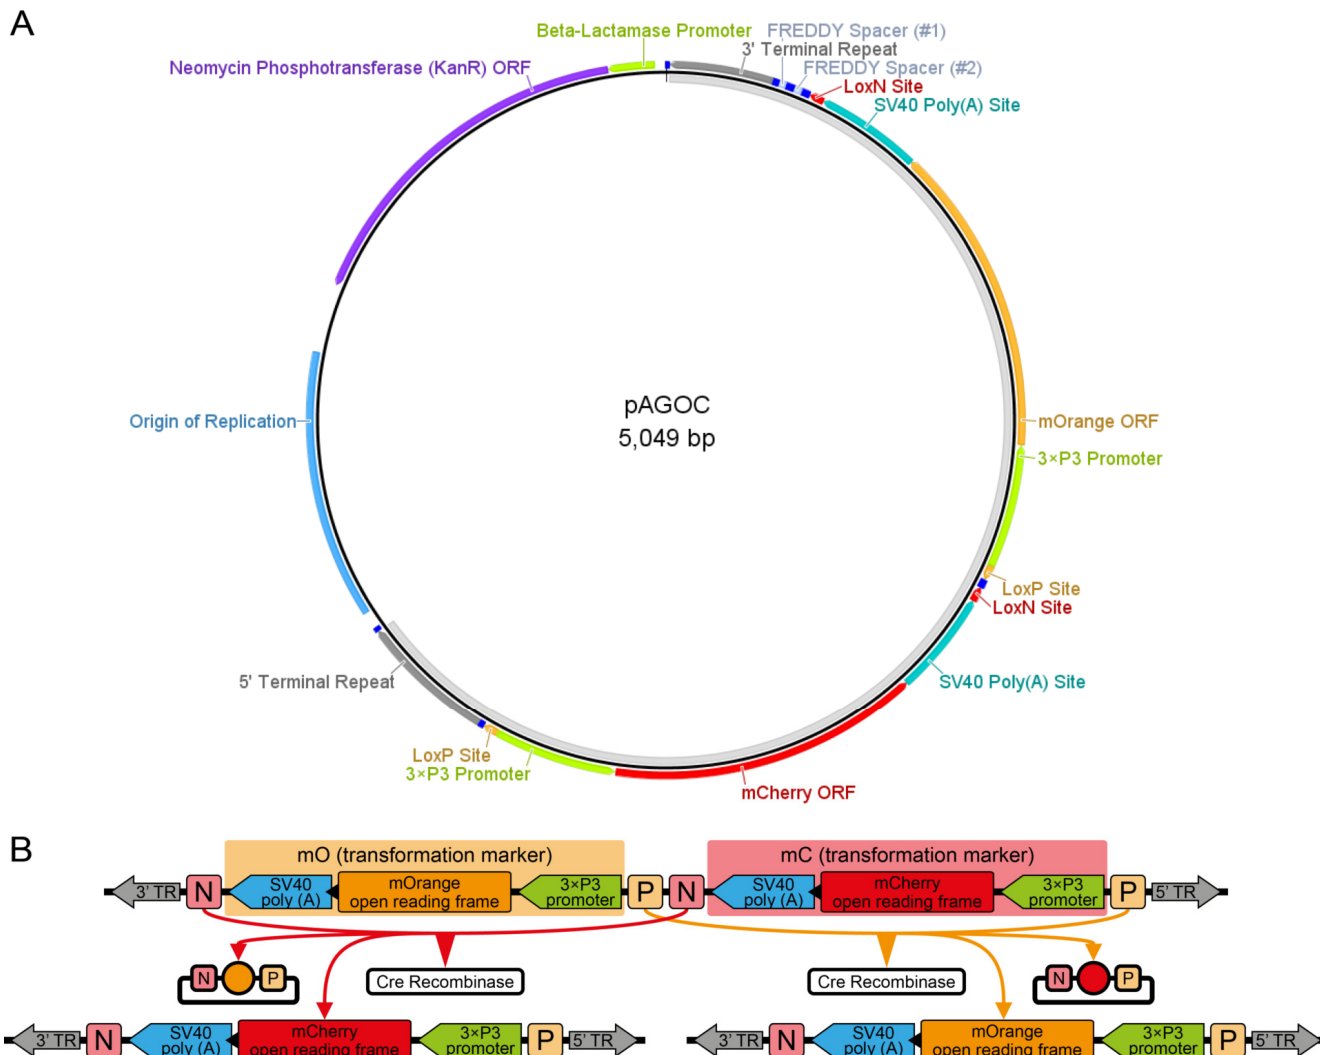 A
Beta-Lactamase Promoter
FREDDY Spacer (#1)
3' Terminal Repeat
Neomycin Phosphotransferase (KanR) ORF
FREDDY Spacer (#2)
LoxN Site
SV40 Poly(A) Site
pAGOC
5,049 bp
Origin of Replication
mOrange ORF
3×P3 Promoter
LoxP Site
LoxN Site
5' Terminal Repeat
SV40 Poly(A) Site
LoxP Site
3×P3 Promoter
mCherry ORF
B
mO (transformation marker)
mC (transformation marker)
3' TR
N
SV40
poly (A)
mOrange
open reading frame
3×P3
promoter
P
N
SV40
poly (A)
mCherry
open reading frame
3×P3
promoter
P
5' TR
N
P
Cre Recombinase
Cre Recombinase
N
P
3' TR
N
SV40
poly (A)
mCherry
open reading frame
3×P3
promoter
P
5' TR
3' TR
N
SV40
poly (A)
mOrange
open reading frame
3×P3
promoter
P
5' TR